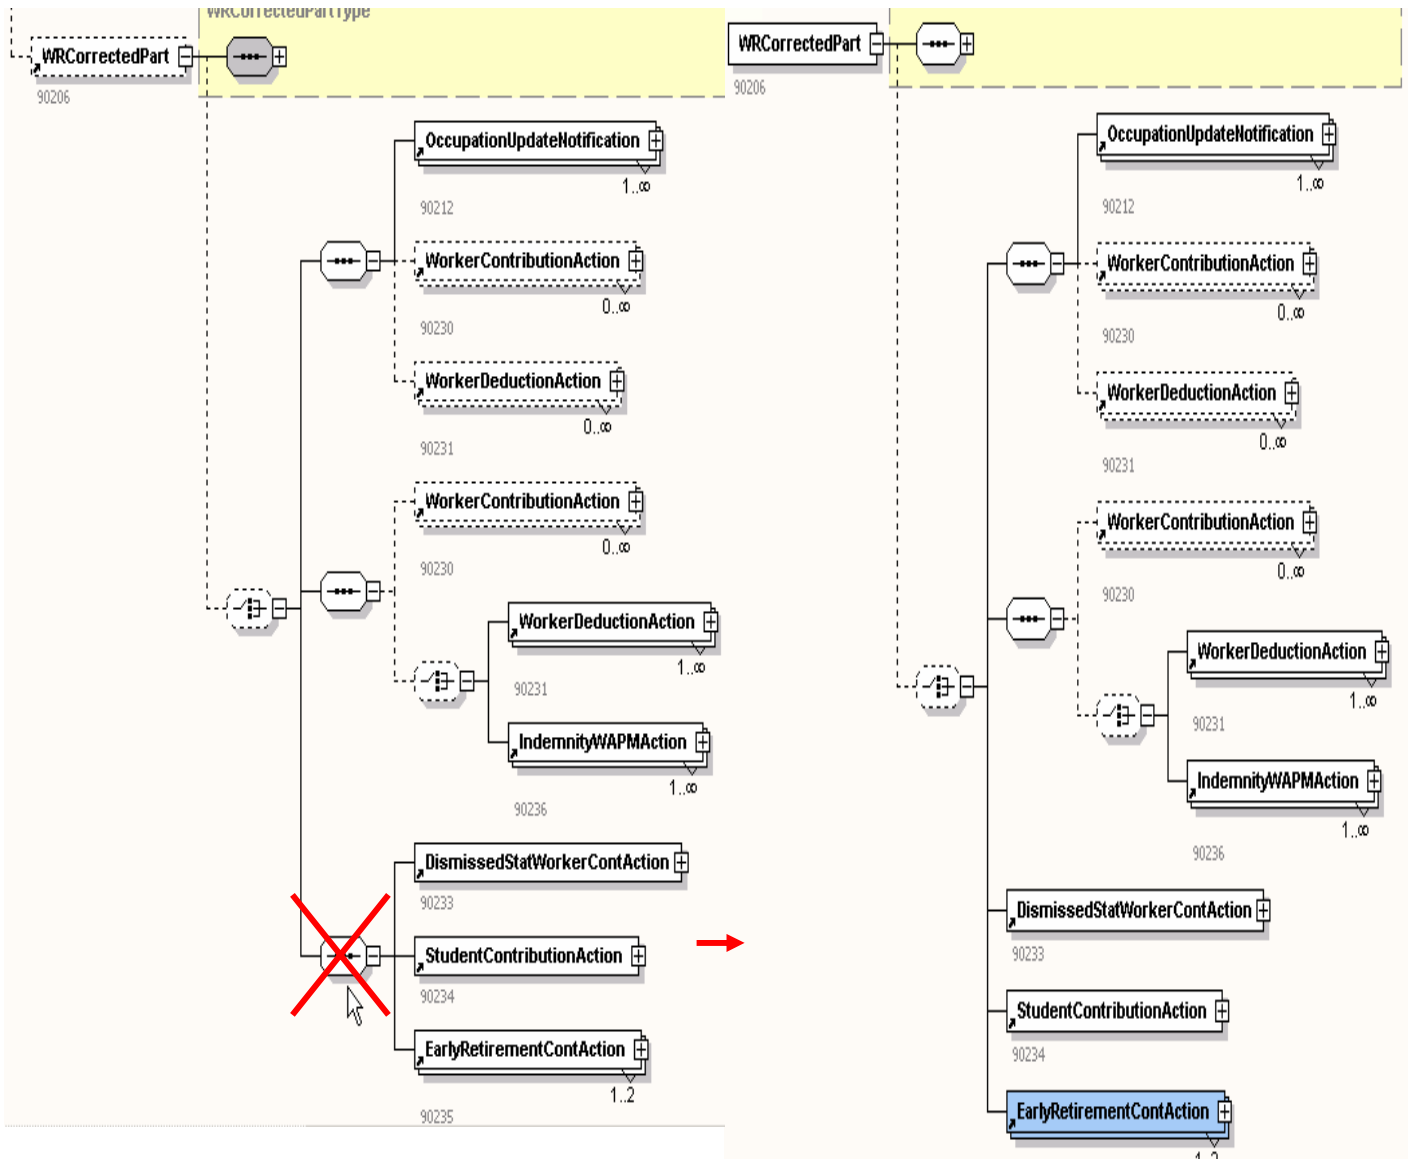 WRCorrectedPartType
WRCorrectedPart
90206
OccupationUpdateNotification
1..∞
90212
WorkerContributionAction
0..∞
90230
WorkerDeductionAction
0..∞
90231
WorkerContributionAction
0..∞
90230
WorkerDeductionAction
1..∞
90231
IndemnityWAPMAction
1..∞
90236
DismissedStatWorkerContAction
90233
StudentContributionAction
90234
EarlyRetirementContAction
1..2
90235
WRCorrectedPart
90206
OccupationUpdateNotification
1..∞
90212
WorkerContributionAction
0..∞
90230
WorkerDeductionAction
0..∞
90231
WorkerContributionAction
0..∞
90230
WorkerDeductionAction
1..∞
90231
IndemnityWAPMAction
1..∞
90236
DismissedStatWorkerContAction
90233
StudentContributionAction
90234
EarlyRetirementContAction
1..2